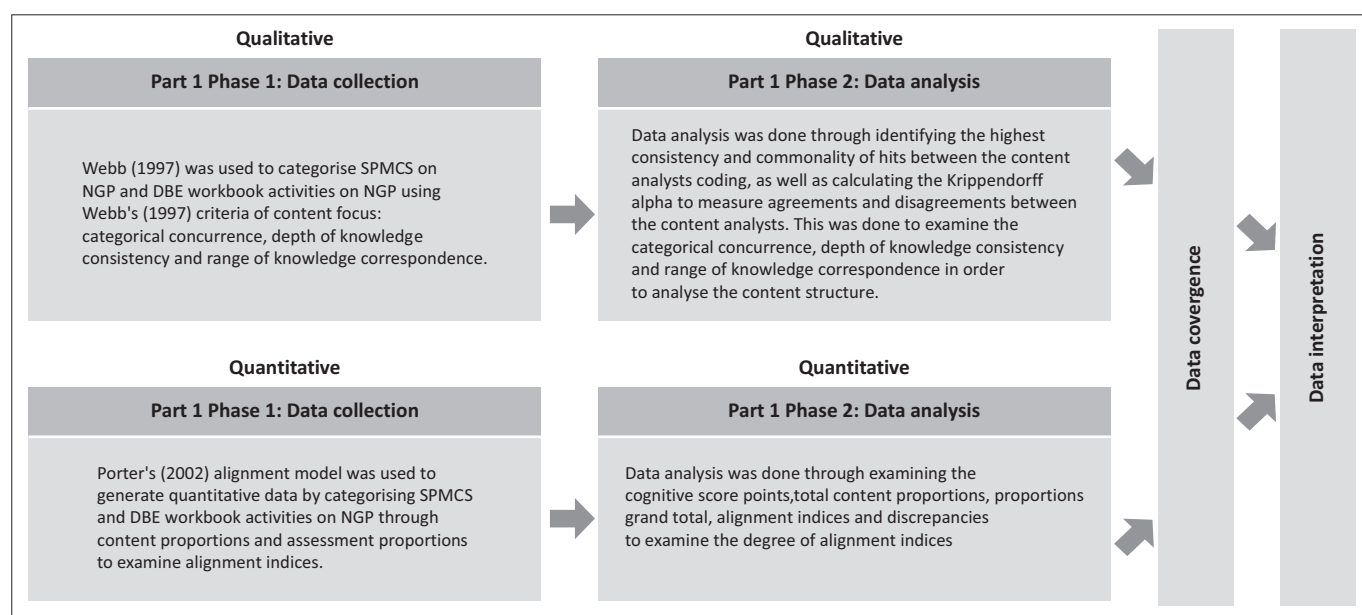 Qualitative
Part 1 Phase 1: Data collection
Webb (1997) was used to categorise SPMCS on
NGP and DBE workbook activities on NGP using
Webb's (1997) criteria of content focus:
categorical concurrence, depth of knowledge
consistency and range of knowledge correspondence.
Qualitative
Part 1 Phase 2: Data analysis
Data analysis was done through identifying the highest
consistency and commonality of hits between the content
analysts coding, as well as calculating the Krippendorff
alpha to measure agreements and disagreements between
the content analysts. This was done to examine the
categorical concurrence, depth of knowledge consistency
and range of knowledge correspondence in order
to analyse the content structure.
Quantitative
Part 1 Phase 1: Data collection
Porter's (2002) alignment model was used to
generate quantitative data by categorising SPMCS
and DBE workbook activities on NGP through
content proportions and assessment proportions
to examine alignment indices.
Quantitative
Part 1 Phase 2: Data analysis
Data analysis was done through examining the
cognitive score points,total content proportions, proportions
grand total, alignment indices and discrepancies
to examine the degree of alignment indices
Data covergence
Data interpretation